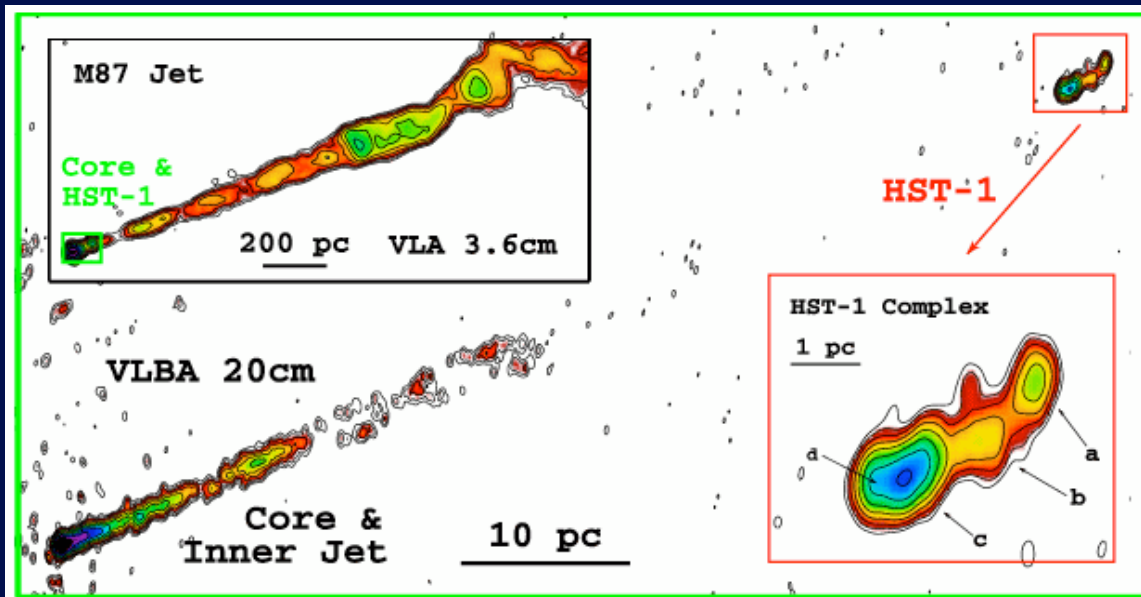 M87 Jet
Core &
HST-1
200 pc
VLA 3.6cm
HST-1
VLBA 20cm
Core &
Inner Jet
10 pc
HST-1 Complex
1 pc
a
b
c
d